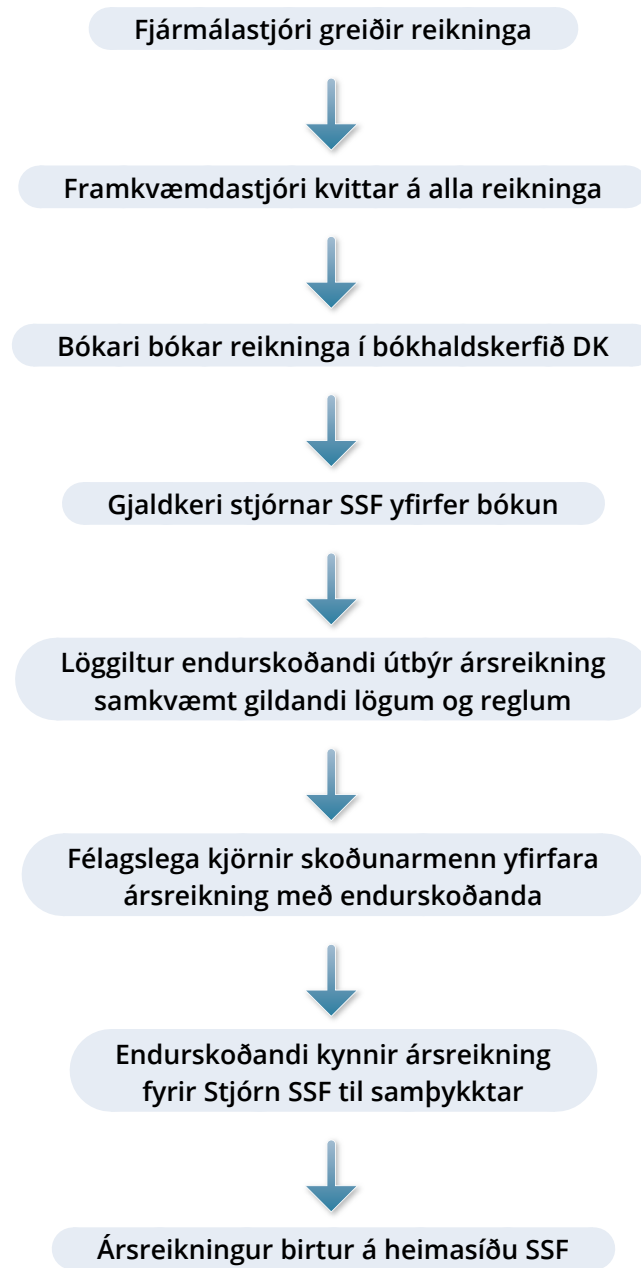 Fjármálastjóri greiðir reikninga
Framkvæmdastjóri kvittar á alla reikninga
Bókari bókar reikninga í bókhaldskerfið DK
Gjaldkeri stjórnar SSF yfirfer bókun
Löggiltur endurskoðandi útbýr ársreikning
samkvæmt gildandi lögum og reglum
Félagslega kjörnir skoðunarmenn yfirfara
ársreikning með endurskoðanda
Endurskoðandi kynnir ársreikning
fyrir Stjórn SSF til samþykktar
Ársreikningur birtur á heimasíðu SSF